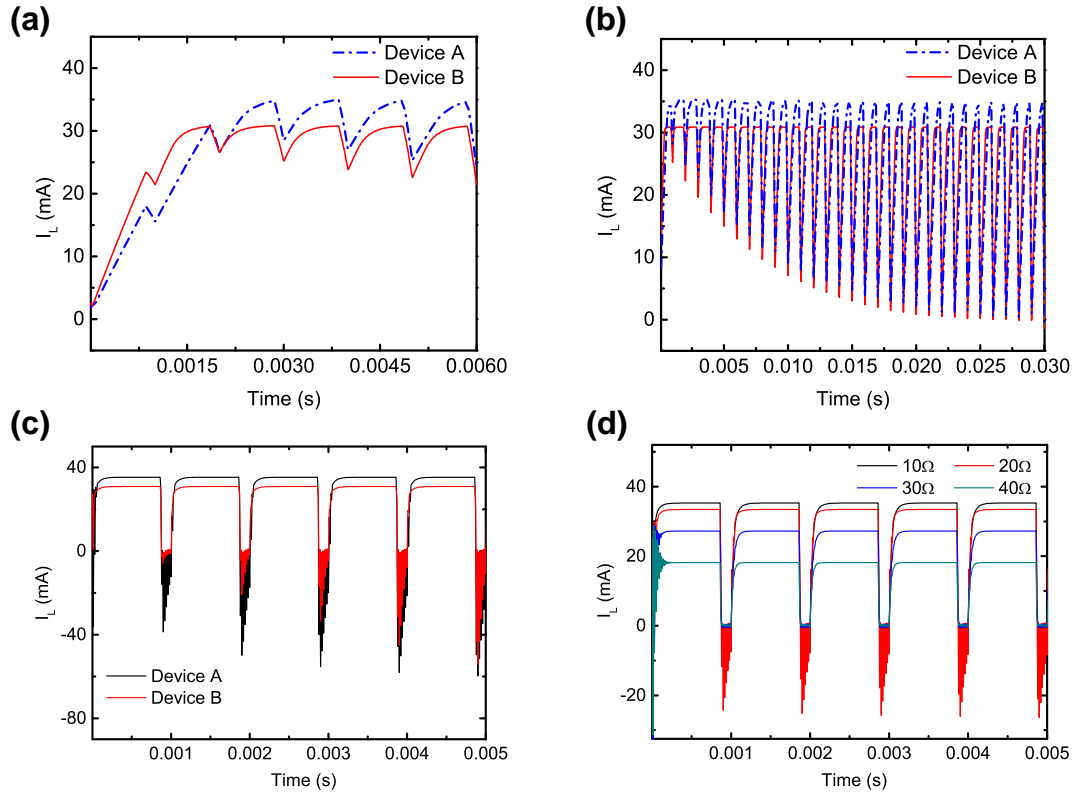 (a)
Device A
Device B
40
30
20
10
0
I_L (mA)
0.0015
0.0030
0.0045
0.0060
Time (s)
(b)
Device A
Device B
40
30
20
10
0
I_L (mA)
0.005
0.010
0.015
0.020
0.025
0.030
Time (s)
(c)
40
0
-40
-80
I_L (mA)
Device A
Device B
0.001
0.002
0.003
0.004
0.005
Time (s)
(d)
10Ω
20Ω
30Ω
40Ω
40
20
0
-20
I_L (mA)
0.001
0.002
0.003
0.004
0.005
Time (s)